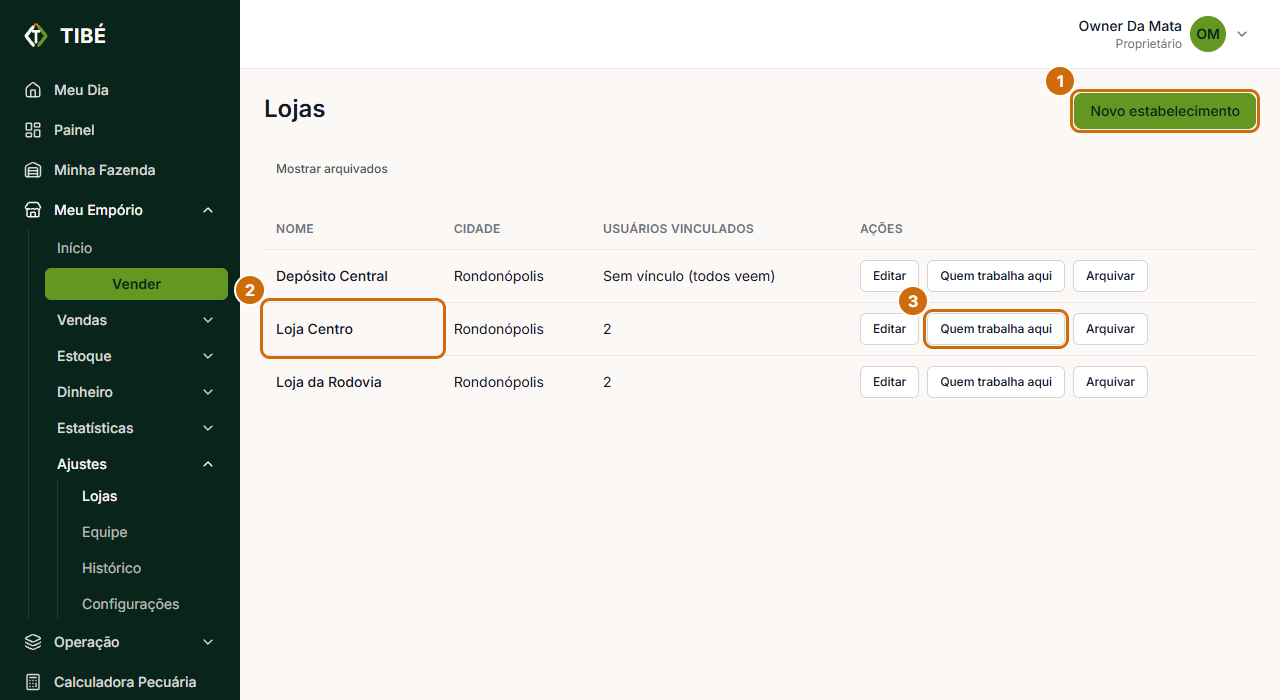 TIBÉ
Meu Dia
Painel
Minha Fazenda
Meu Empório
Início
Vender
Vendas
Estoque
Dinheiro
Estatísticas
Ajustes
Lojas
Equipe
Histórico
Configurações
Operação
Calculadora Pecuária
Owner Da Mata
Proprietário
OM
Lojas
1
Novo estabelecimento
Mostrar arquivados
NOME CIDADE USUÁRIOS VINCULADOS AÇÕES
Depósito Central Rondonópolis Sem vínculo (todos veem) Editar Quem trabalha aqui Arquivar
2
3
Loja Centro Rondonópolis 2 Editar Quem trabalha aqui Arquivar
Loja da Rodovia Rondonópolis 2 Editar Quem trabalha aqui Arquivar